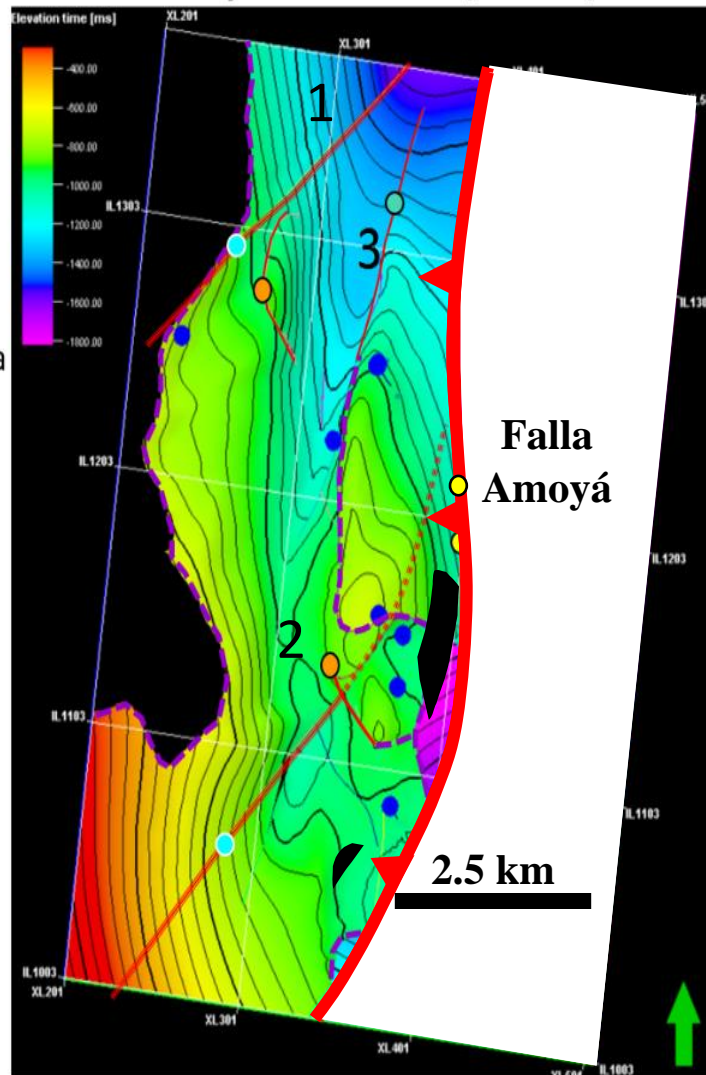 Elevation time [ms]
-400.00
-600.00
-800.00
-1000.00
-1200.00
-1400.00
-1600.00
-1800.00
a
XL201
XL301
IL1303
1
3
IL1203
Falla
Amoyá
IL1203
2
IL1103
IL1103
2.5 km
IL1003
XL201
XL301
XL401
IL1003